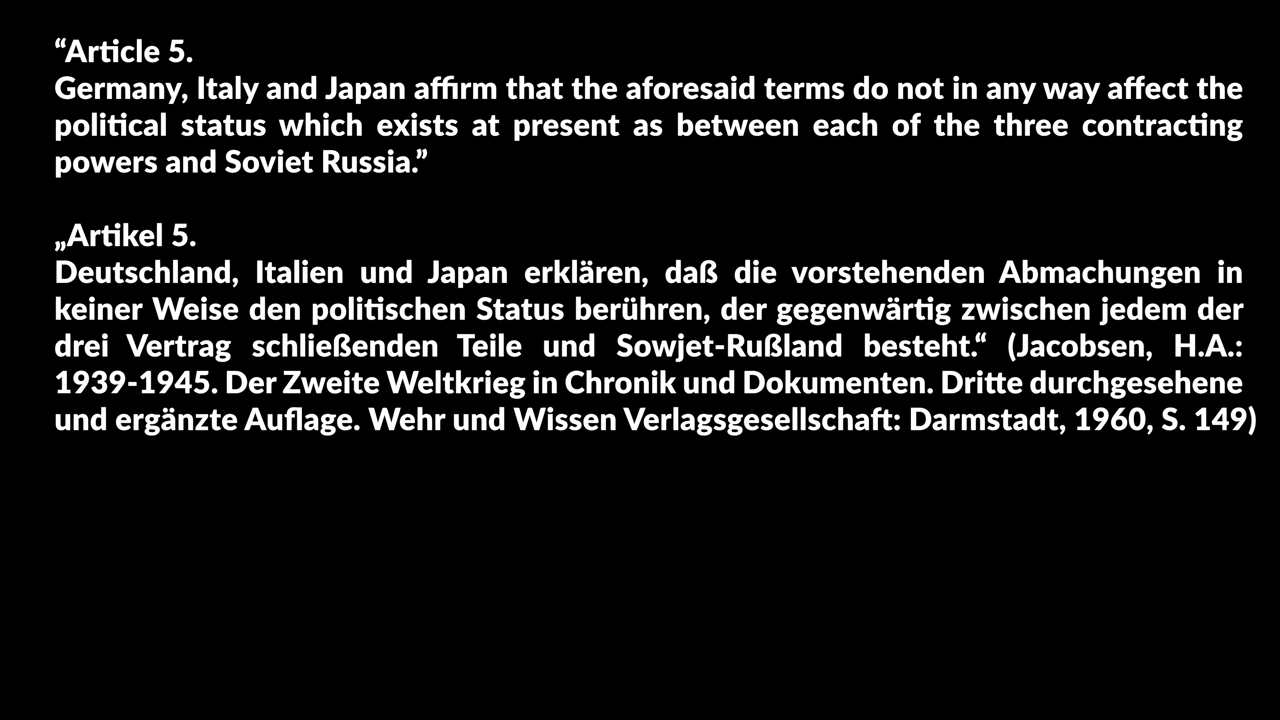 “Article 5.
Germany, Italy and Japan affirm that the aforesaid terms do not in any way affect the
political status which exists at present as between each of the three contracting
powers and Soviet Russia.”
„Artikel 5.
Deutschland, Italien und Japan erklären, daß die vorstehenden Abmachungen in
keiner Weise den politischen Status berühren, der gegenwärtig zwischen jedem der
drei Vertrag schließenden Teile und Sowjet-Rußland besteht.“ (Jacobsen, H.A.:
1939-1945. Der Zweite Weltkrieg in Chronik und Dokumenten. Dritte durchgesehene
und ergänzte Auflage. Wehr und Wissen Verlagsgesellschaft: Darmstadt, 1960, S. 149)